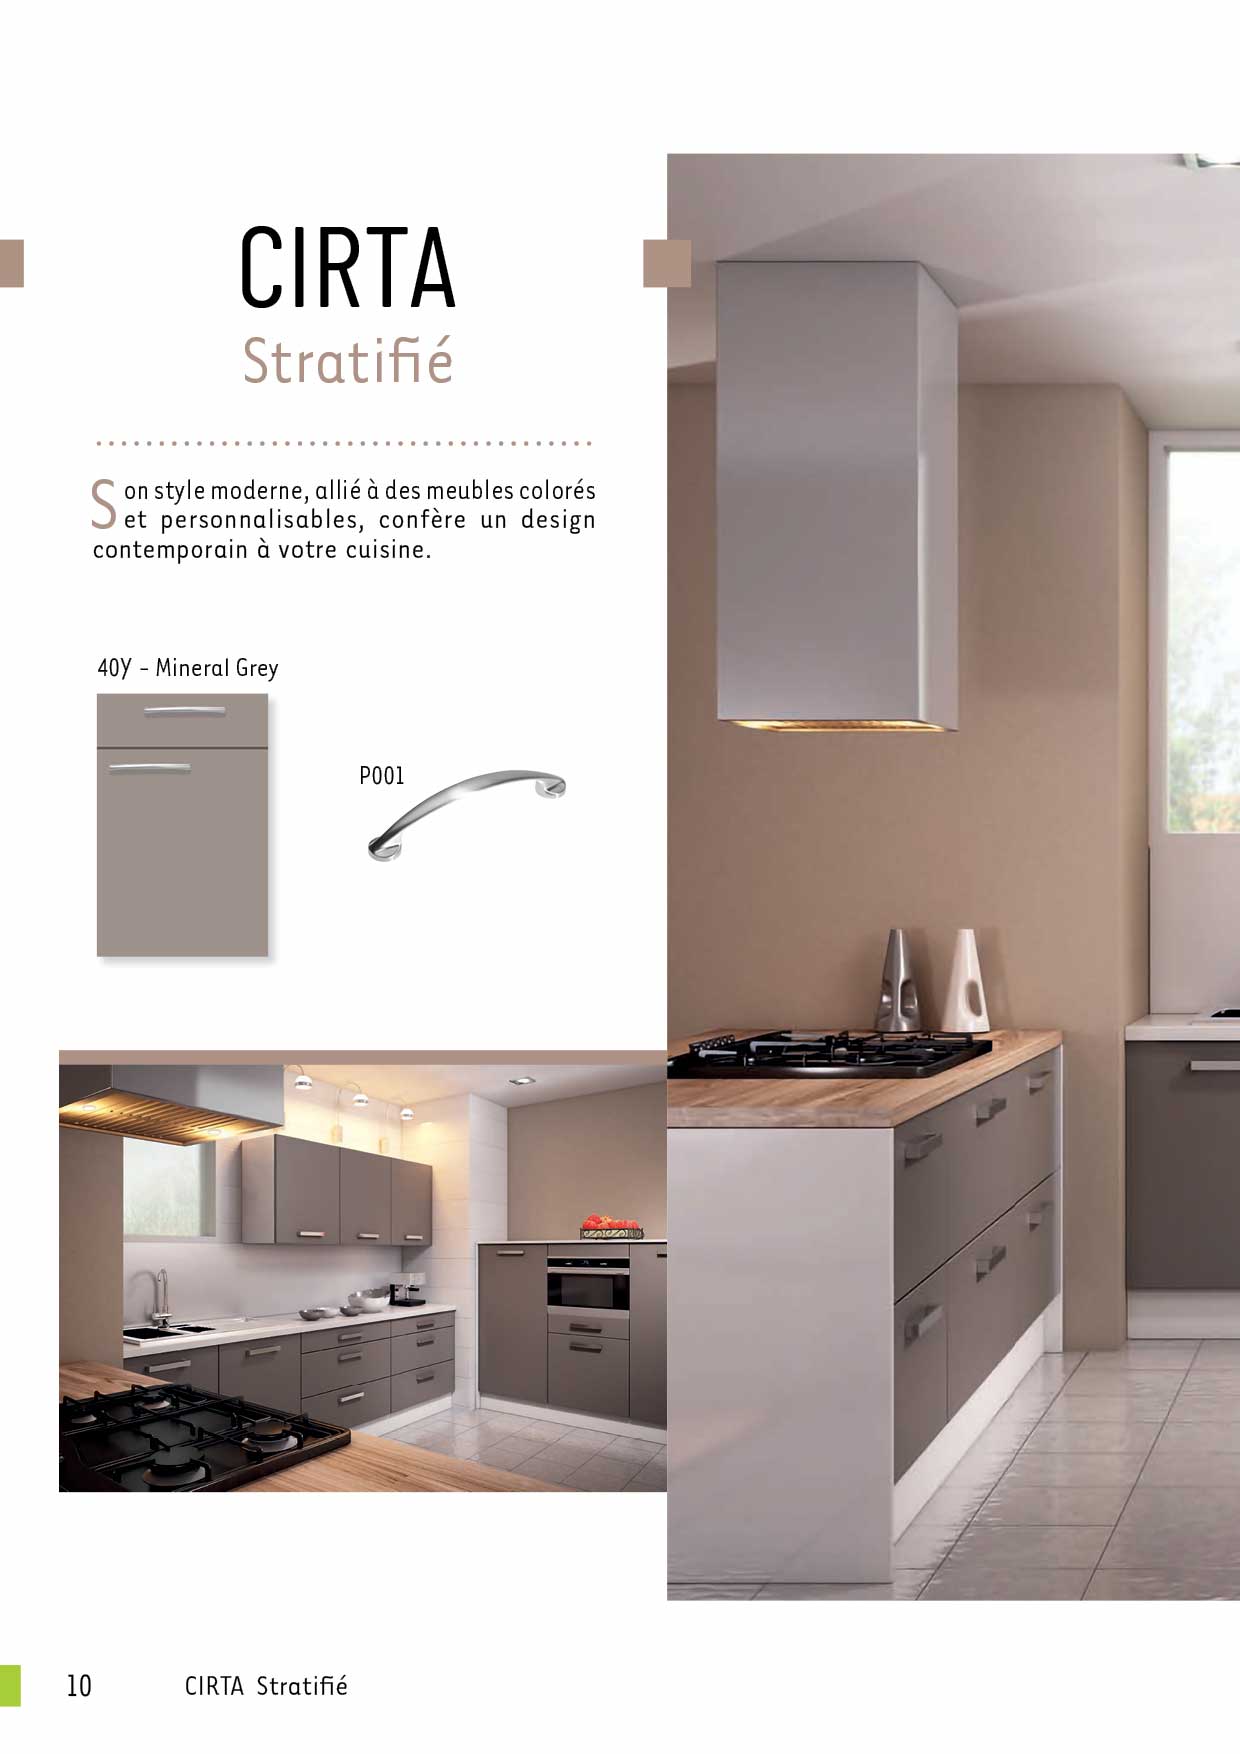 CIRTA
Stratifié
Son style moderne, allié à des meubles colorés
et personnalisables, confère un design
contemporain à votre cuisine.
40Y - Mineral Grey
P001
10 CIRTA Stratifié